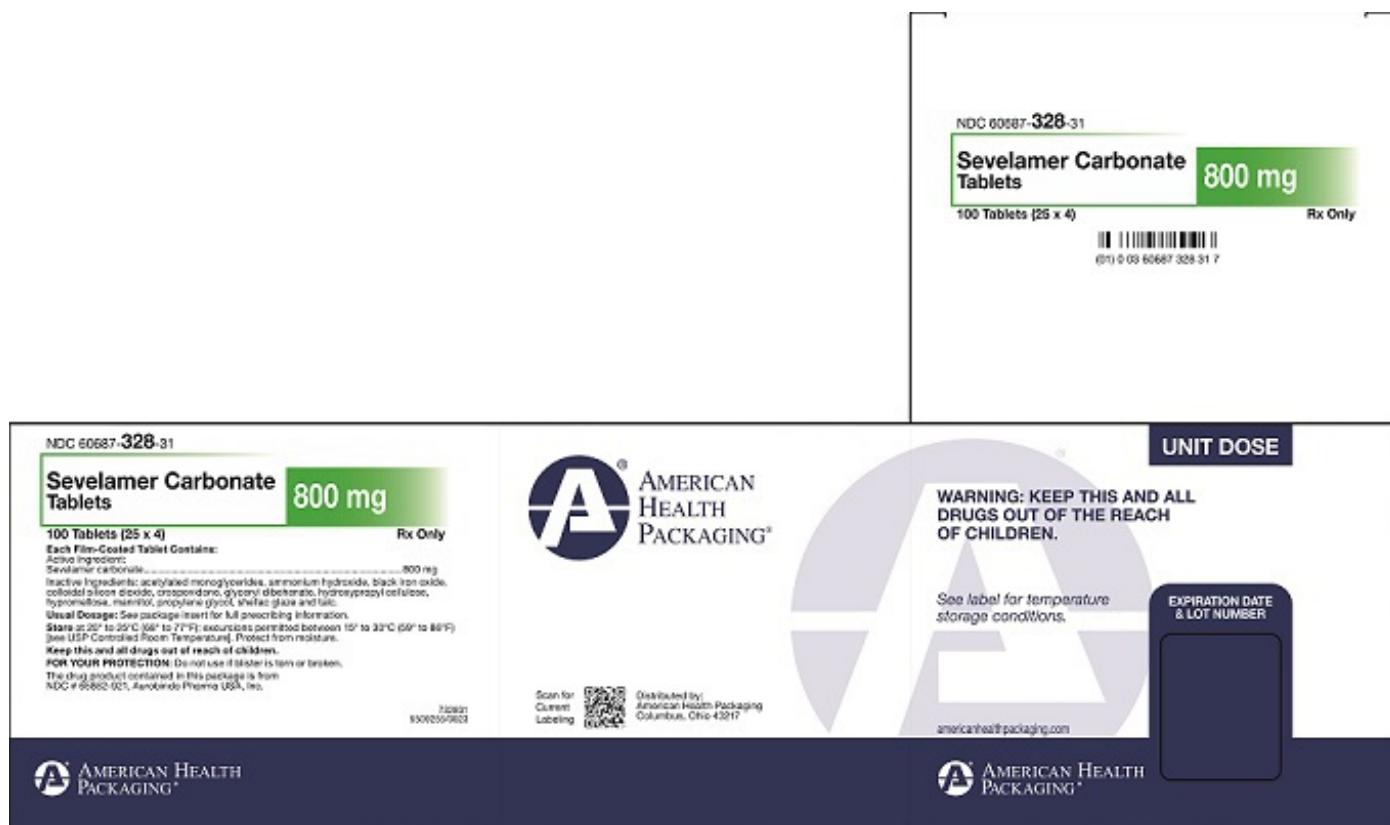 NDC 60687-328-31
Sevelamer Carbonate
Tablets
800 mg
100 Tablets (25 x 4)
Rx Only
(01) 0 03 60687 328 31 7
NDC 60687-328-31
Sevelamer Carbonate
Tablets
800 mg
100 Tablets (25 x 4)
Rx Only
Each Film-Coated Tablet Contains:
Active Ingredient:
Sevelamer carbonate.....800 mg
Inactive Ingredients: acetylated monoglycerides, ammonium hydroxide, black iron oxide,
colloidal silicon dioxide, crospovidone, glyceryl dibehenate, hydroxypropyl cellulose,
hypromellose, mannitol, propylene glycol, shellac glaze and talc.
Usual Dosage: See package insert for full prescribing information.
Store at 20° to 25°C (68° to 77°F); excursions permitted between 15° to 30°C (59° to 86°F)
[see USP Controlled Room Temperature]. Protect from moisture.
Keep this and all drugs out of reach of children.
FOR YOUR PROTECTION: Do not use if blister is torn or broken.
The drug product contained in this package is from
NDC # 65862-921, Aurobindo Pharma USA, Inc.
AMERICAN HEALTH
PACKAGING®
A®
AMERICAN
HEALTH
PACKAGING®
Scan for
Current
Labeling
Distributed by:
American Health Packaging
Columbus, Ohio 43217
UNIT DOSE
WARNING: KEEP THIS AND ALL
DRUGS OUT OF THE REACH
OF CHILDREN.
See label for temperature
storage conditions.
EXPIRATION DATE
& LOT NUMBER
americanhealthpackaging.com
AMERICAN HEALTH
PACKAGING®